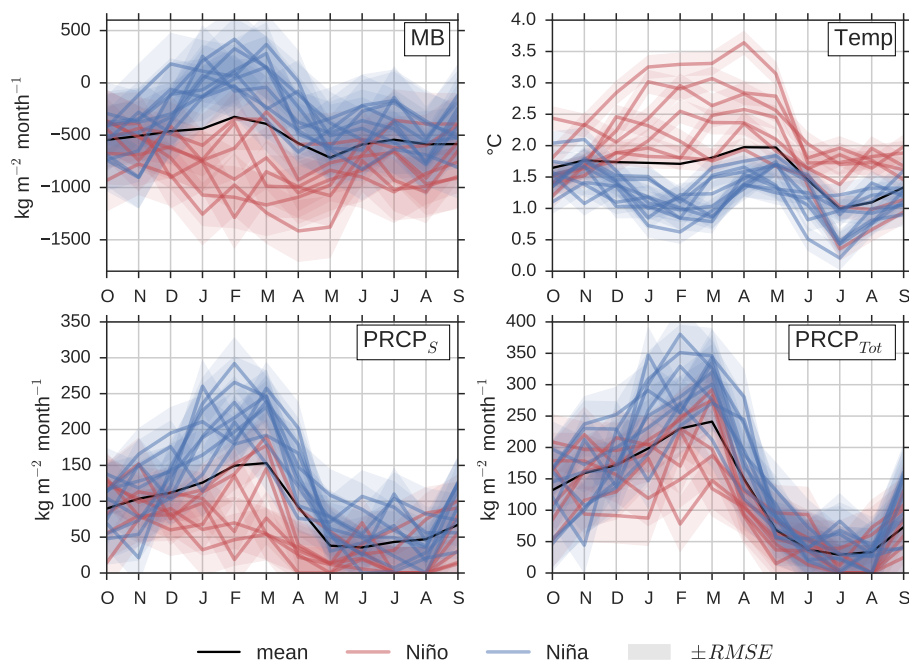 MB
500
0
−500
−1000
−1500
kg m⁻² month⁻¹
O N D J F M A M J J A S
Temp
4.0
3.5
3.0
2.5
2.0
1.5
1.0
0.5
0.0
°C
O N D J F M A M J J A S
PRCP_S
350
300
250
200
150
100
50
0
kg m⁻² month⁻¹
O N D J F M A M J J A S
PRCP_Tot
400
350
300
250
200
150
100
50
0
kg m⁻² month⁻¹
O N D J F M A M J J A S
mean Niño Niña ±RMSE